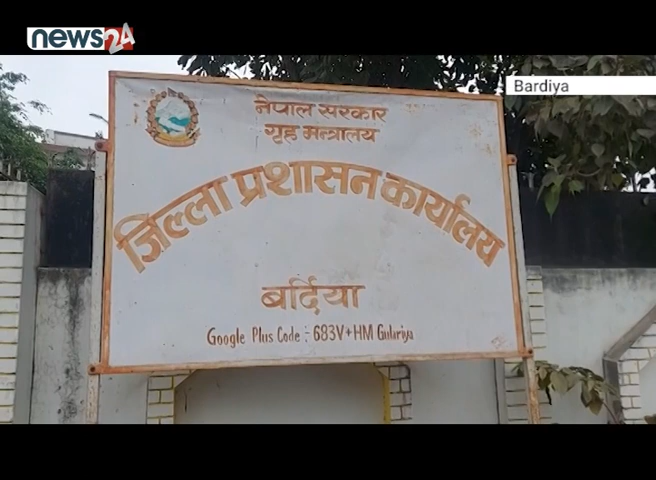 news24
Bardiya
नेपाल सरकार
गृह मन्त्रालय
जिल्ला प्रशासन कार्यालय
बर्दिया
Google Plus Code :- 683V+HM Gulariya